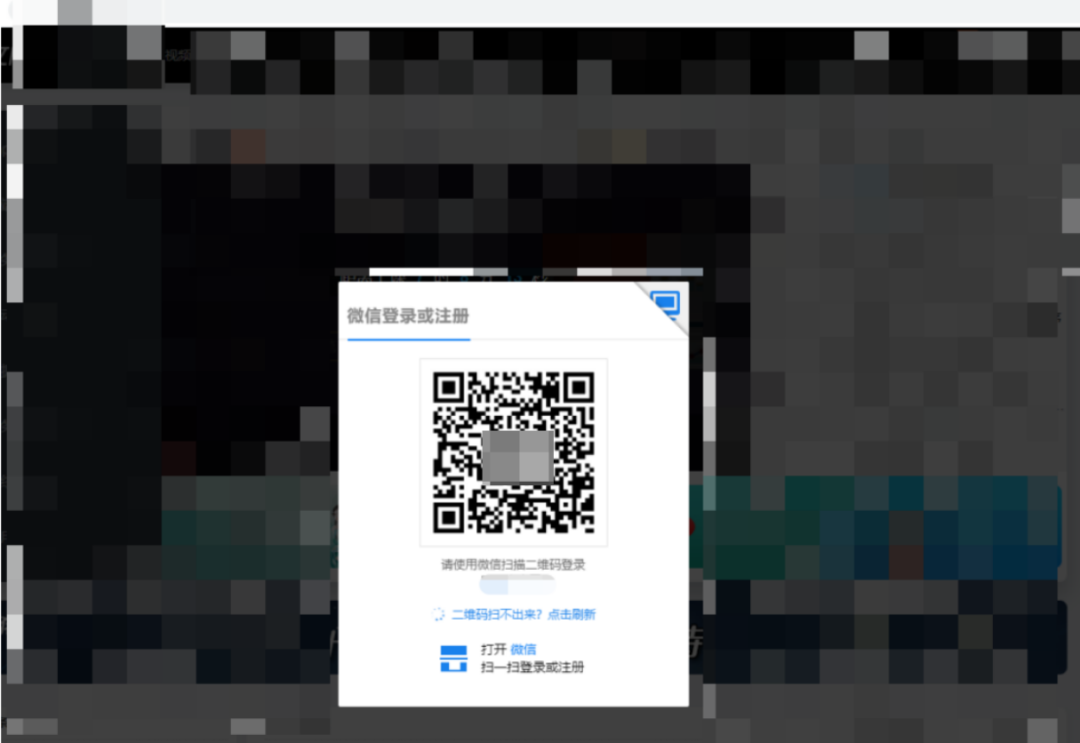 视频
微信登录或注册
请使用微信扫描二维码登录
二维码扫不出来？点击刷新
打开 微信
扫一扫登录或注册